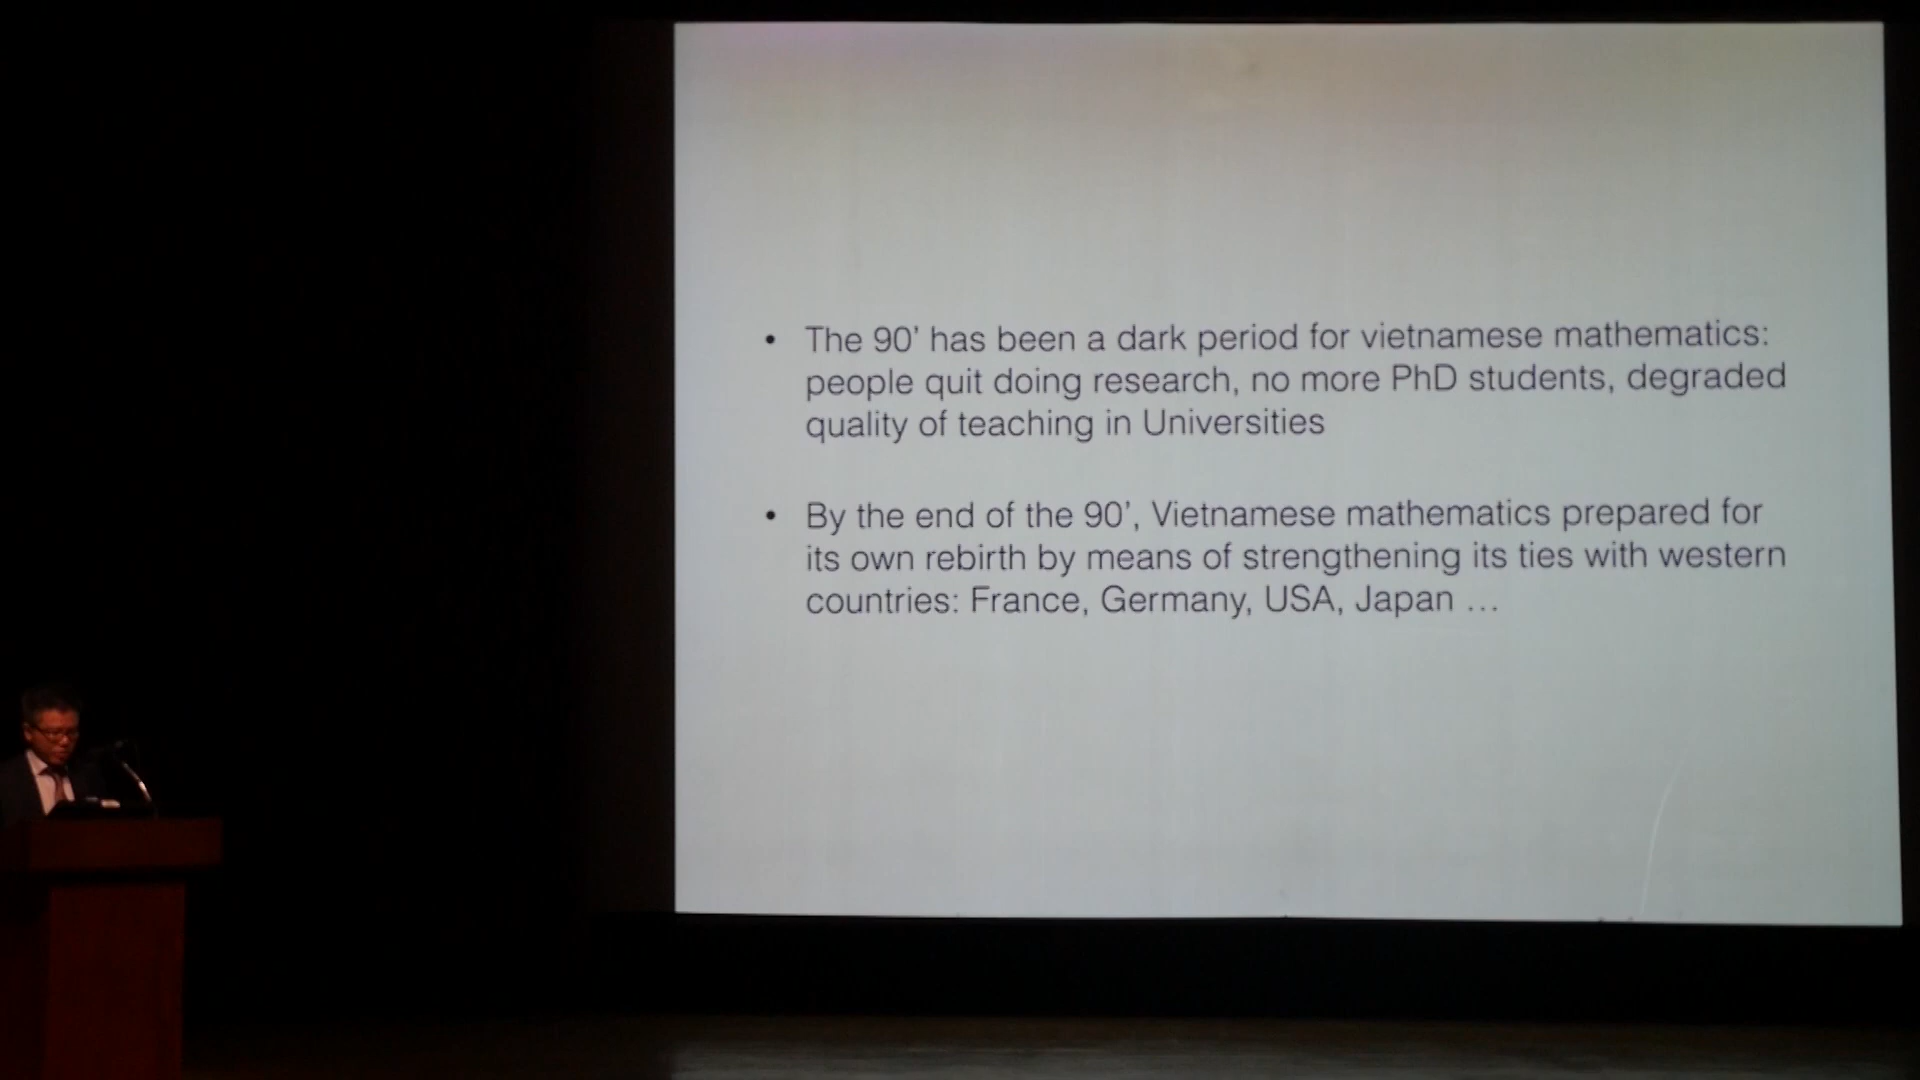 • The 90' has been a dark period for vietnamese mathematics:
people quit doing research, no more PhD students, degraded
quality of teaching in Universities
• By the end of the 90', Vietnamese mathematics prepared for
its own rebirth by means of strengthening its ties with western
countries: France, Germany, USA, Japan ...